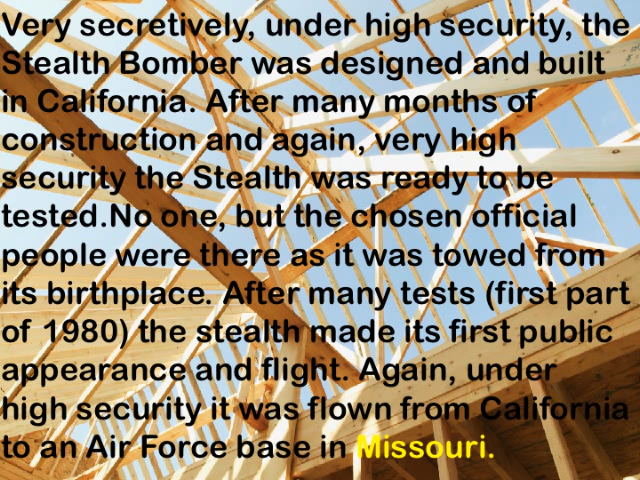 Very secretively, under high security, the
Stealth Bomber was designed and built
in California. After many months of
construction and again, very high
security the Stealth was ready to be
tested.No one, but the chosen official
people were there as it was towed from
its birthplace. After many tests (first part
of 1980) the stealth made its first public
appearance and flight. Again, under
high security it was flown from California
to an Air Force base in Missouri.